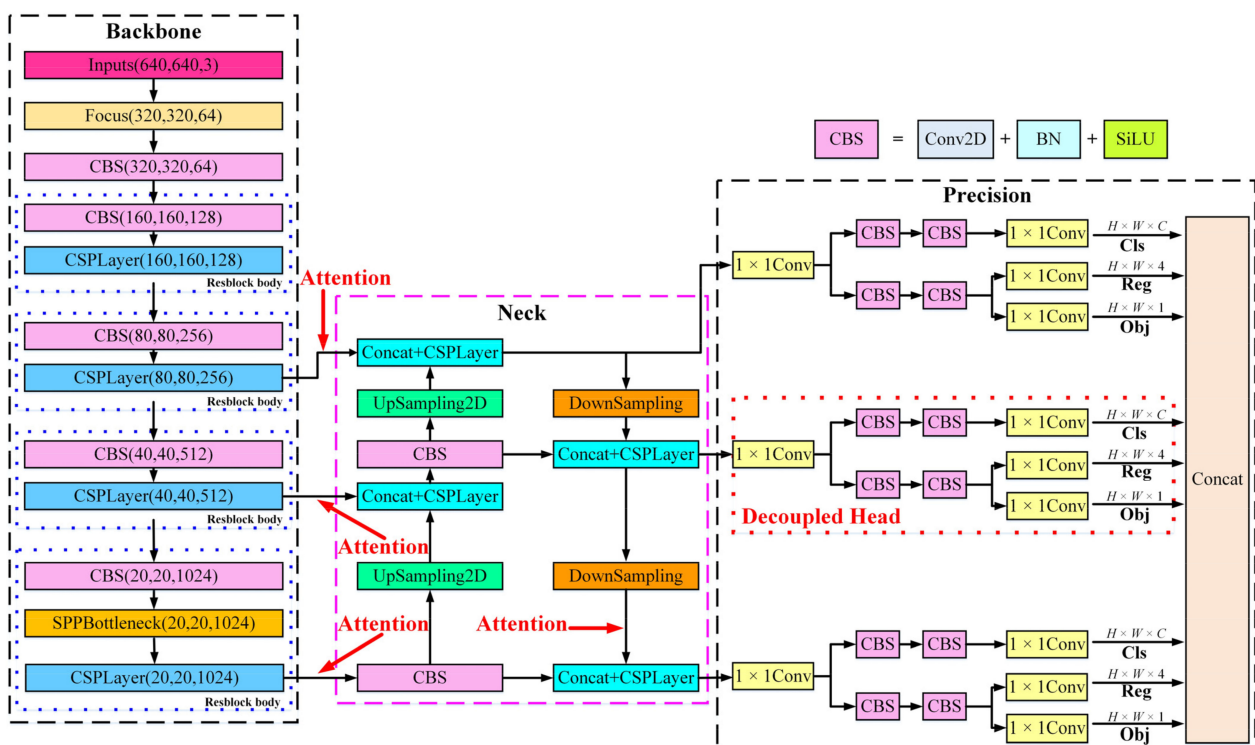 Backbone
Inputs(640,640,3)
Focus(320,320,64)
CBS(320,320,64)
CBS(160,160,128)
CSPLayer(160,160,128)
Resblock body
CBS(80,80,256)
CSPLayer(80,80,256)
Resblock body
CBS(40,40,512)
CSPLayer(40,40,512)
Resblock body
CBS(20,20,1024)
SPPBottleneck(20,20,1024)
CSPLayer(20,20,1024)
Resblock body
Attention
Attention
Attention
Attention
Neck
Concat+CSPLayer
UpSampling2D
CBS
Concat+CSPLayer
UpSampling2D
CBS
DownSampling
Concat+CSPLayer
DownSampling
Concat+CSPLayer
CBS = Conv2D + BN + SiLU
Precision
1 × 1Conv
CBS CBS 1 × 1Conv H × W × C
Cls
CBS CBS 1 × 1Conv H × W × 4
Reg
1 × 1Conv H × W × 1
Obj
1 × 1Conv
CBS CBS 1 × 1Conv H × W × C
Cls
CBS CBS 1 × 1Conv H × W × 4
Reg
1 × 1Conv H × W × 1
Obj
Decoupled Head
1 × 1Conv
CBS CBS 1 × 1Conv H × W × C
Cls
CBS CBS 1 × 1Conv H × W × 4
Reg
1 × 1Conv H × W × 1
Obj
Concat